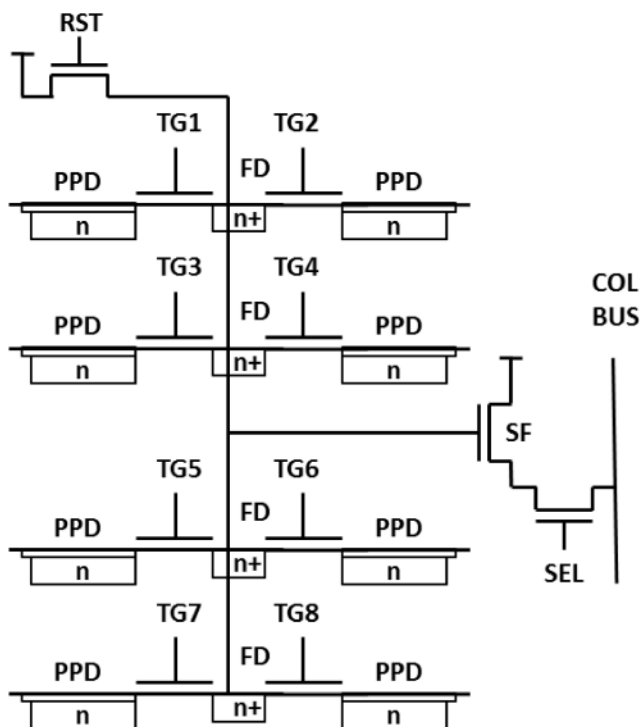 RST
TG1 TG2
PPD FD PPD
n n+ n
TG3 TG4
PPD FD PPD
n n+ n
COL
BUS
SF
TG5 TG6
PPD FD PPD
n n+ n
SEL
TG7 TG8
PPD FD PPD
n n+ n